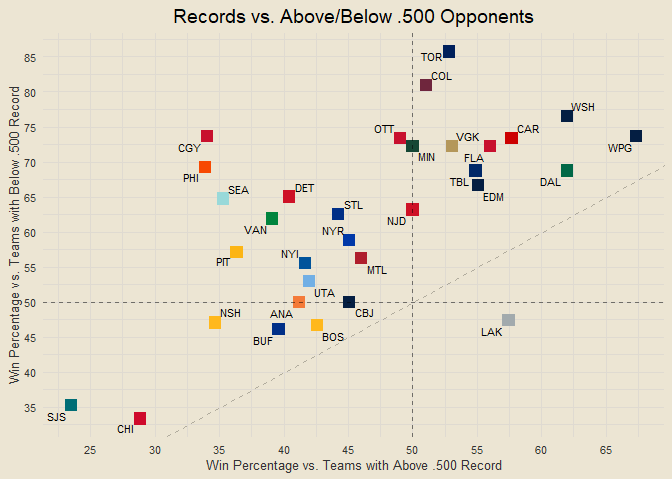 Records vs. Above/Below .500 Opponents
Win Percentage vs. Teams with Below .500 Record
85
80
75
70
65
60
55
50
45
40
35
TOR
COL
WSH
OTT
VGK
CAR
CGY
MIN
WPG
FLA
PHI
TBL
DAL
SEA
DET
EDM
STL
NJD
VAN
NYR
NYI
PIT
MTL
UTA
NSH
ANA
CBJ
BUF
BOS
LAK
SJS
CHI
25
30
35
40
45
50
55
60
65
Win Percentage vs. Teams with Above .500 Record